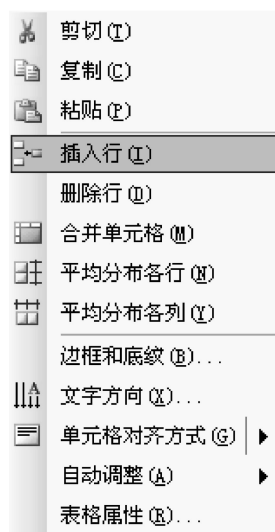 剪切(T)
复制(C)
粘贴(P)
插入行(I)
删除行(D)
合并单元格(M)
平均分布各行(N)
平均分布各列(Y)
边框和底纹(B)...
文字方向(X)...
单元格对齐方式(G)
自动调整(A)
表格属性(R)...